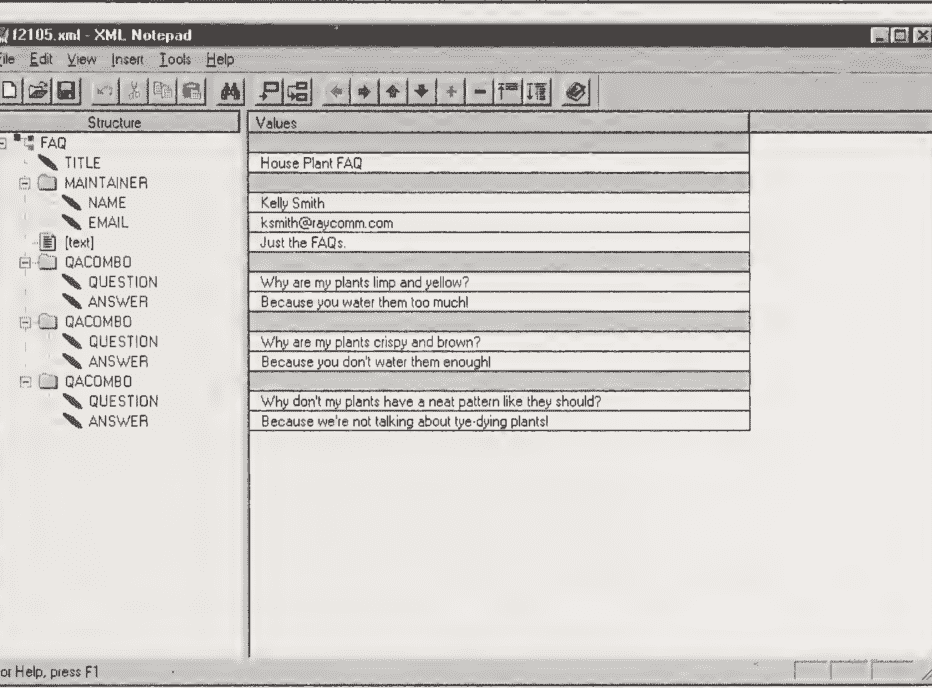 f2105.xml - XML Notepad
File Edit View Insert Tools Help
Structure Values
FAQ
TITLE House Plant FAQ
MAINTAINER
NAME Kelly Smith
EMAIL ksmith@raycomm.com
[text] Just the FAQs.
QACOMBO
QUESTION Why are my plants limp and yellow?
ANSWER Because you water them too much!
QACOMBO
QUESTION Why are my plants crispy and brown?
ANSWER Because you don't water them enough!
QACOMBO
QUESTION Why don't my plants have a neat pattern like they should?
ANSWER Because we're not talking about tye-dying plants!
or Help, press F1